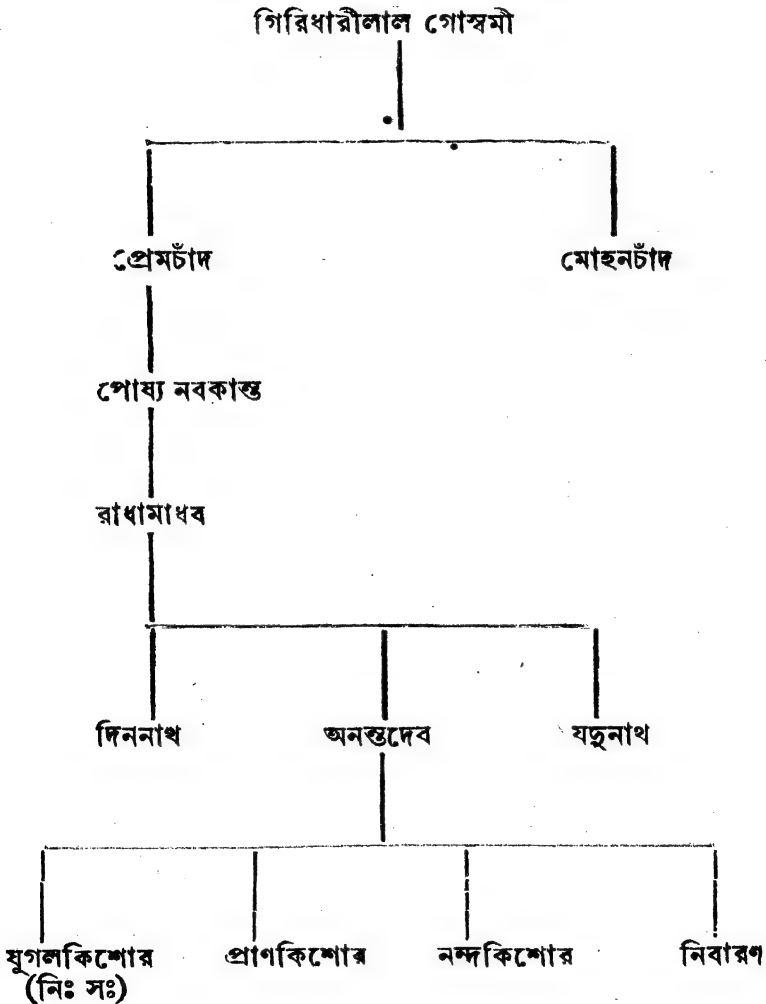 গিরিধারীলাল গোস্বমী
প্রেমচাঁদ মোহনচাঁদ
পোষ্য নবকান্ত
রাধামাধব
দিননাথ অনন্তদেব যদুনাথ
যুগলকিশোর প্রাণকিশোর নন্দকিশোর নিবারণ
(নিঃ সঃ)